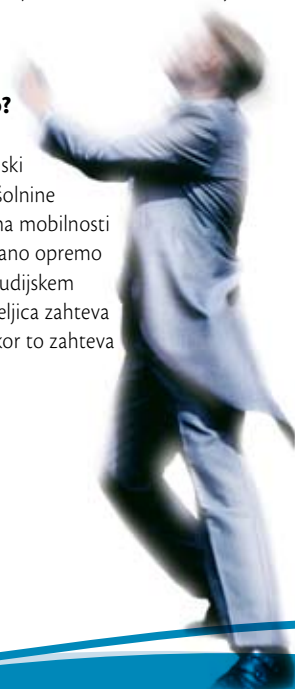 ?
ski
šolnine
na mobilnosti
ano opremo
udijskem
eljica zahteva
kor to zahteva